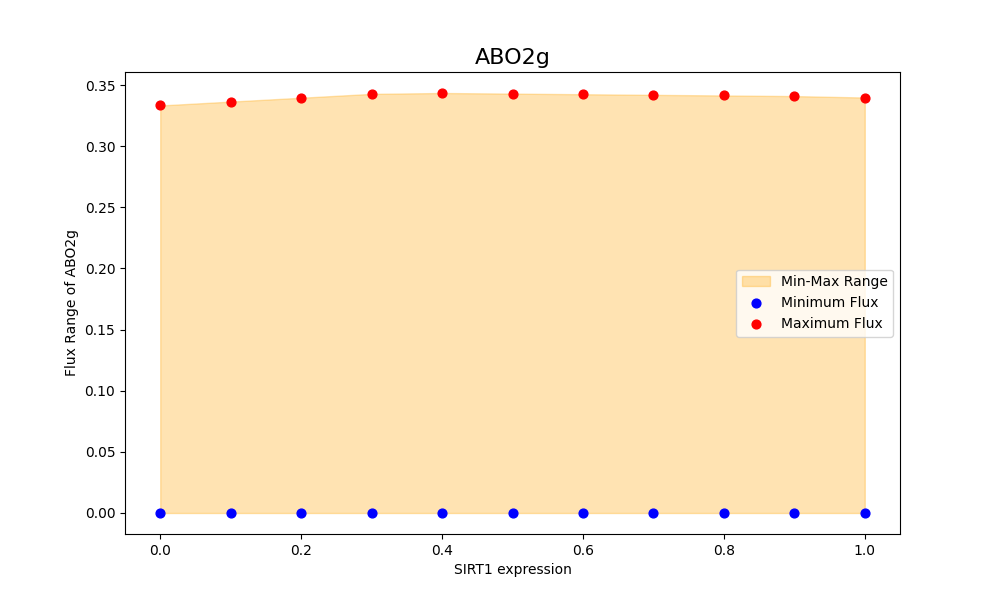 ABO2g
0.35
0.30
0.25
0.20
0.15
0.10
0.05
0.00
Flux Range of ABO2g
Min-Max Range
Minimum Flux
Maximum Flux
0.0 0.2 0.4 0.6 0.8 1.0
SIRT1 expression